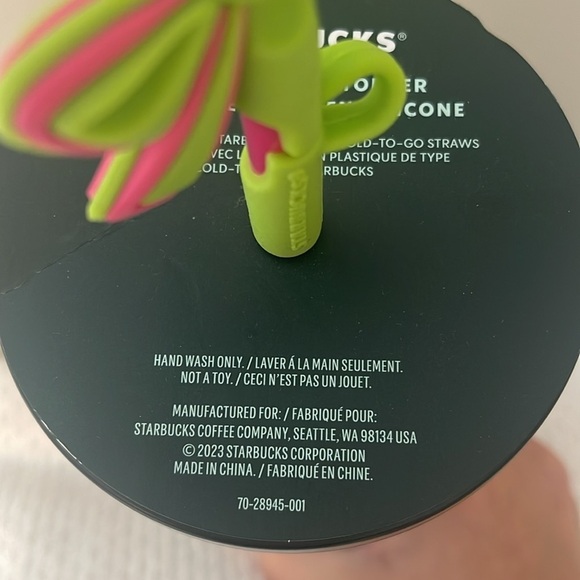 UCKS®
CONE
OLD-TO-GO STRAWS
PLASTIQUE DE TYPE
STARBUCKS
HAND WASH ONLY. / LAVER Á LA MAIN SEULEMENT.
NOT A TOY. / CECI N'EST PAS UN JOUET.
MANUFACTURED FOR: / FABRIQUÉ POUR:
STARBUCKS COFFEE COMPANY, SEATTLE, WA 98134 USA
© 2023 STARBUCKS CORPORATION
MADE IN CHINA. / FABRIQUÉ EN CHINE.
70-28945-001